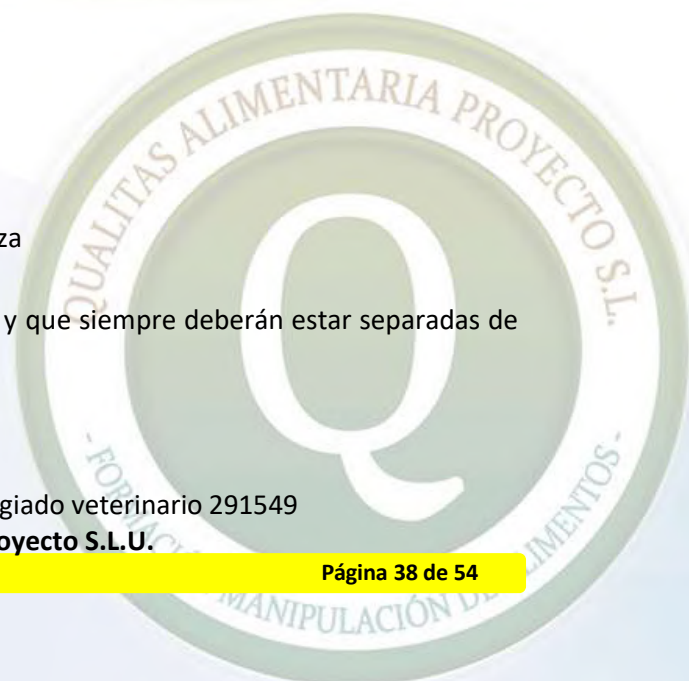 QUALITAS ALIMENTARIA PROYECTO S.L.
Q
za
y que siempre deberán estar separadas de
giado veterinario 291549
oyecto S.L.U.
Página 38 de 54
- FORMACIÓN MANIPULACIÓN DE ALIMENTOS -